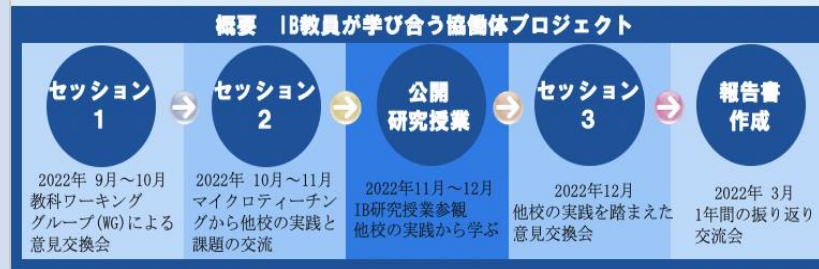 概要　IB教員が学び合う協働体プロジェクト
セッション
1
2022年 9月～10月
教科ワーキング
グループ(WG)による
意見交換会
セッション
2
2022年 10月～11月
マイクロティーチン
グから他校の実践と
課題の交流
公開
研究授業
2022年11月～12月
IB研究授業参観
他校の実践から学ぶ
セッション
3
2022年12月
他校の実践を踏まえた
意見交換会
報告書
作成
2022年 3月
1年間の振り返り
交流会